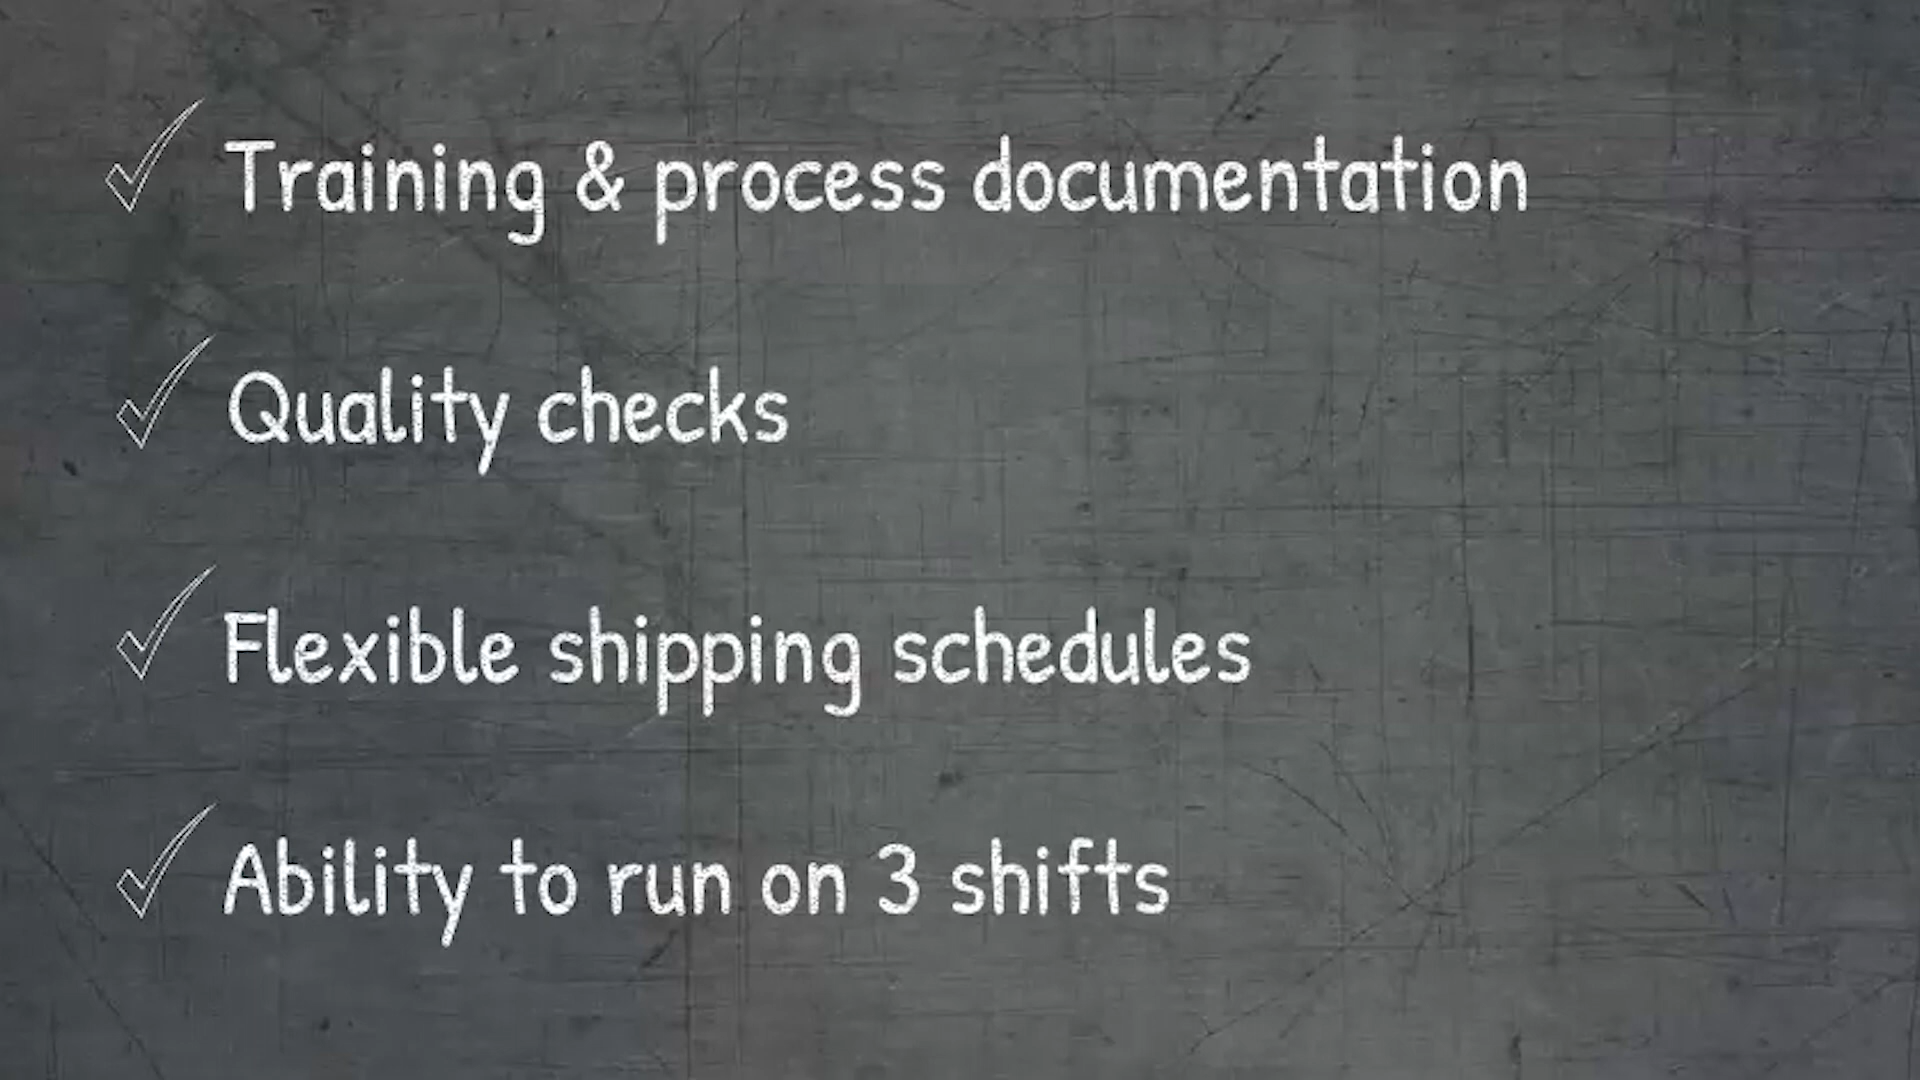 Training & process documentation
Quality checks
Flexible shipping schedules
Ability to run on 3 shifts